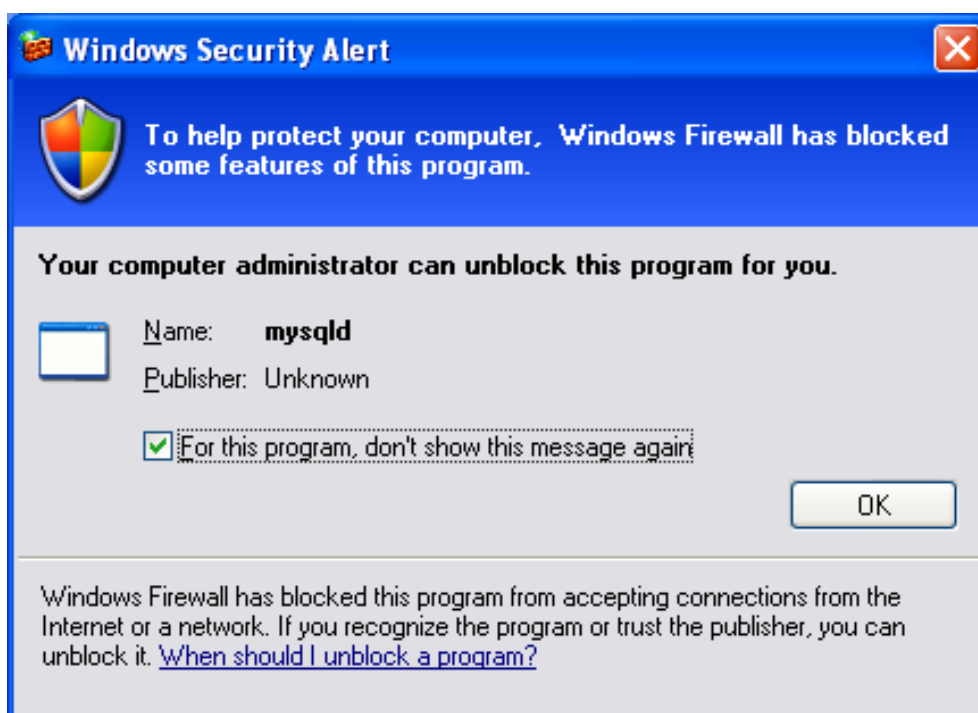 Windows Security Alert
To help protect your computer, Windows Firewall has blocked
some features of this program.
Your computer administrator can unblock this program for you.
Name: mysqld
Publisher: Unknown
For this program, don't show this message again
OK
Windows Firewall has blocked this program from accepting connections from the
Internet or a network. If you recognize the program or trust the publisher, you can
unblock it. When should I unblock a program?